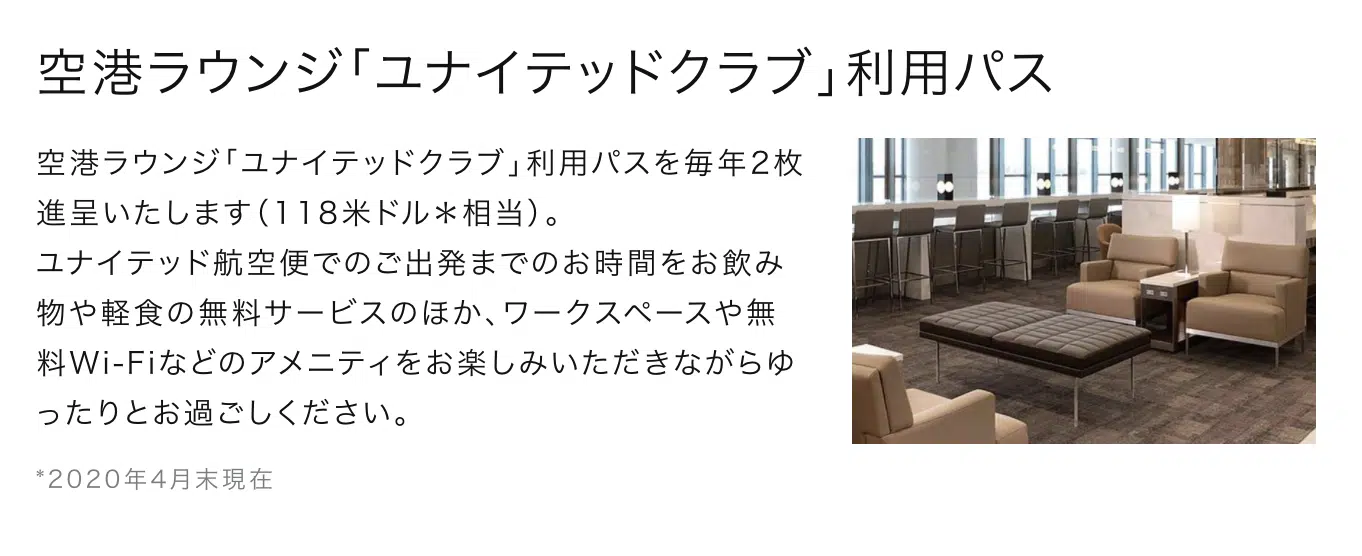 空港ラウンジ「ユナイテッドクラブ」利用パス
空港ラウンジ「ユナイテッドクラブ」利用パスを毎年2枚
進呈いたします（118米ドル＊相当）。
ユナイテッド航空便でのご出発までのお時間をお飲み
物や軽食の無料サービスのほか、ワークスペースや無
料Wi-Fiなどのアメニティをお楽しみいただきながらゆ
ったりとお過ごしください。
*2020年4月末現在